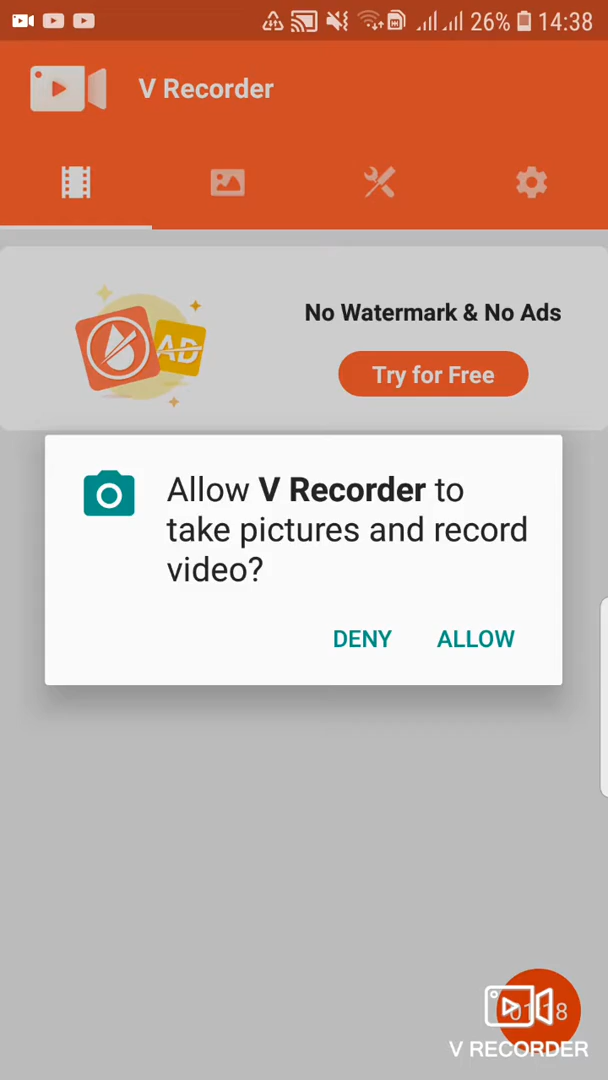 26% 14:38
V Recorder
No Watermark & No Ads
AD
Try for Free
Allow V Recorder to
take pictures and record
video?
DENY ALLOW
V RECORDER